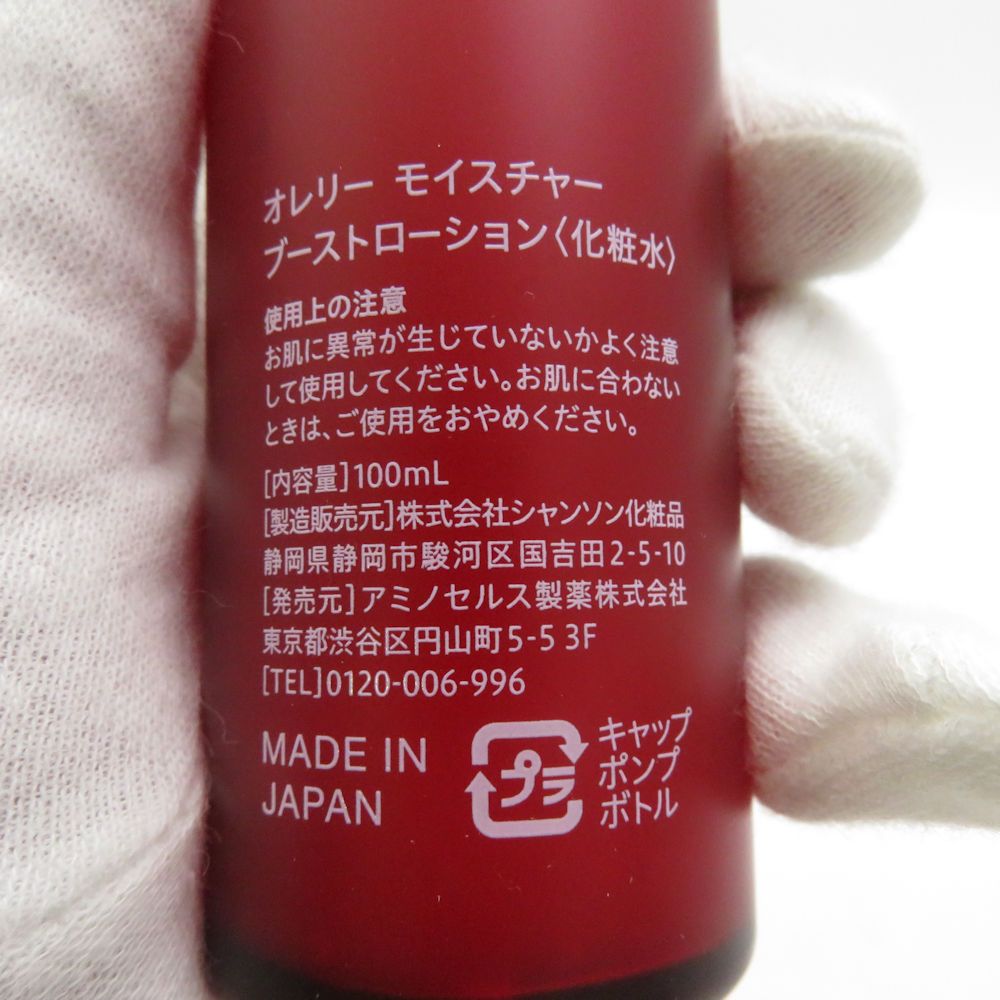 オレリー モイスチャー
ブーストローション〈化粧水〉
使用上の注意
お肌に異常が生じていないかよく注意
して使用してください。お肌に合わない
ときは、ご使用をおやめください。
[内容量]100mL
[製造販売元]株式会社シャンソン化粧品
静岡県静岡市駿河区国吉田2-5-10
[発売元]アミノセルス製薬株式会社
東京都渋谷区円山町5-5 3F
[TEL]0120-006-996
MADE IN
JAPAN
プラ
キャップ
ポンプ
ボトル